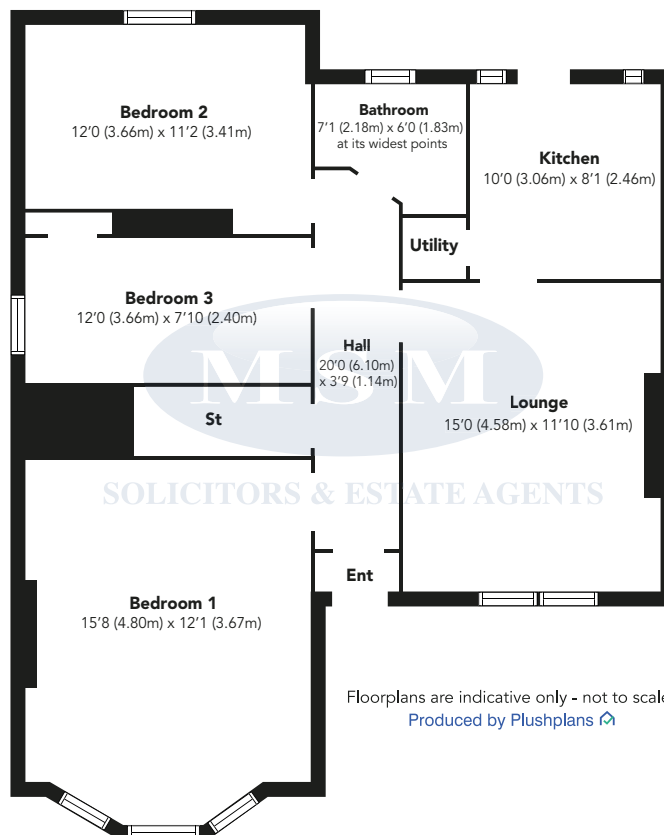 Bedroom 2
12'0 (3.66m) x 11'2 (3.41m)
Bathroom
7'1 (2.18m) x 6'0 (1.83m)
at its widest points
Kitchen
10'0 (3.06m) x 8'1 (2.46m)
Utility
Bedroom 3
12'0 (3.66m) x 7'10 (2.40m)
Hall
20'0 (6.10m)
x 3'9 (1.14m)
MSM
SOLICITORS & ESTATE AGENTS
St
Lounge
15'0 (4.58m) x 11'10 (3.61m)
Ent
Bedroom 1
15'8 (4.80m) x 12'1 (3.67m)
Floorplans are indicative only - not to scale
Produced by Plushplans